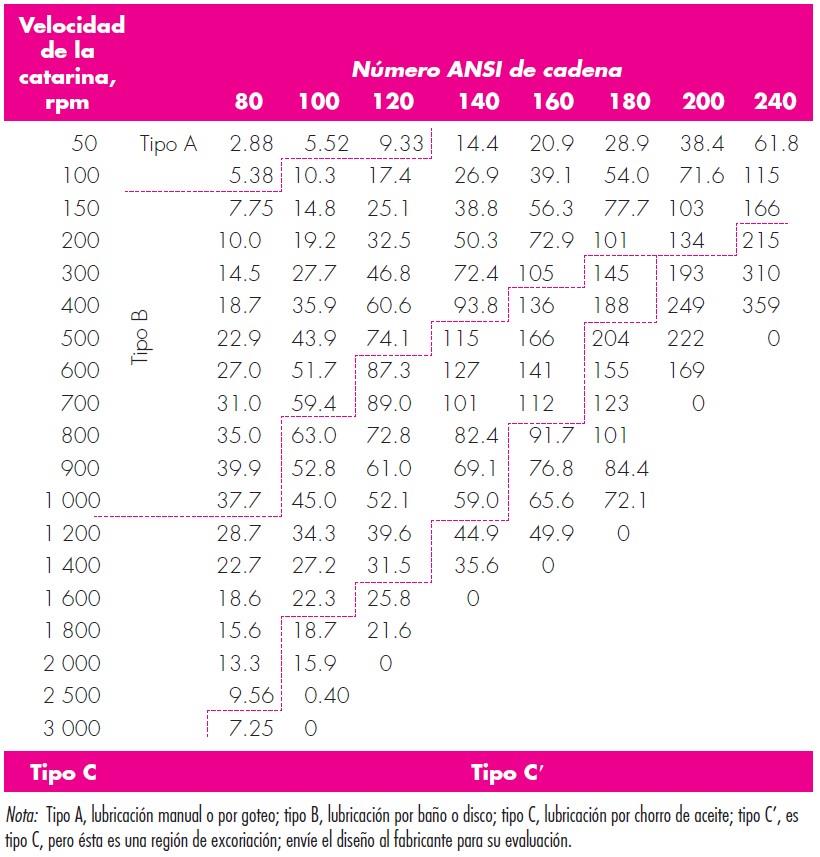 Velocidad
de la
catarina,
rpm
Número ANSI de cadena
80 100 120 140 160 180 200 240
50 Tipo A 2.88 5.52 9.33 14.4 20.9 28.9 38.4 61.8
100 5.38 10.3 17.4 26.9 39.1 54.0 71.6 115
150 7.75 14.8 25.1 38.8 56.3 77.7 103 166
200 10.0 19.2 32.5 50.3 72.9 101 134 215
300 14.5 27.7 46.8 72.4 105 145 193 310
400 18.7 35.9 60.6 93.8 136 188 249 359
Tipo B
500 22.9 43.9 74.1 115 166 204 222 0
600 27.0 51.7 87.3 127 141 155 169
700 31.0 59.4 89.0 101 112 123 0
800 35.0 63.0 72.8 82.4 91.7 101
900 39.9 52.8 61.0 69.1 76.8 84.4
1 000 37.7 45.0 52.1 59.0 65.6 72.1
1 200 28.7 34.3 39.6 44.9 49.9 0
1 400 22.7 27.2 31.5 35.6 0
1 600 18.6 22.3 25.8 0
1 800 15.6 18.7 21.6
2 000 13.3 15.9 0
2 500 9.56 0.40
3 000 7.25 0
Tipo C Tipo C′
Nota: Tipo A, lubricación manual o por goteo; tipo B, lubricación por baño o disco; tipo C, lubricación por chorro de aceite; tipo C′, es
tipo C, pero ésta es una región de excoriación; envíe el diseño al fabricante para su evaluación.